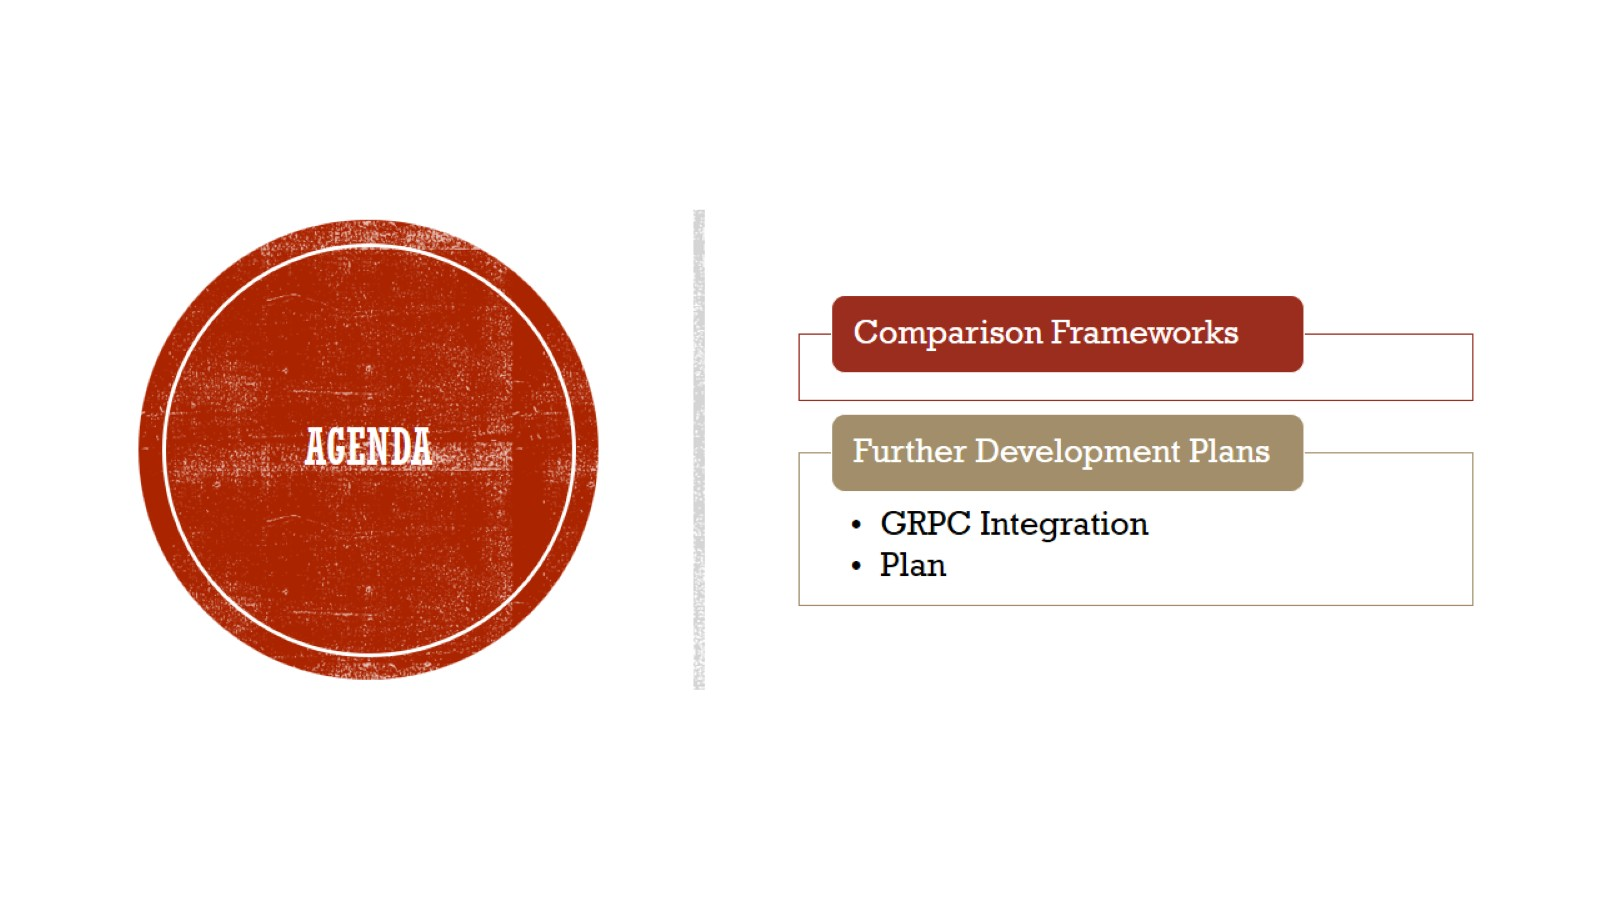 AGENDA
Comparison Frameworks
Further Development Plans
• GRPC Integration
• Plan